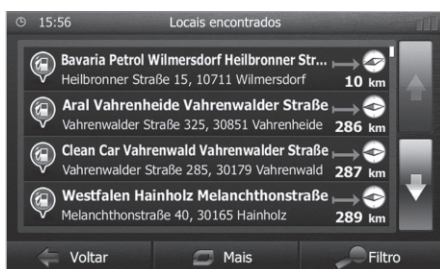 15:56 Locais encontrados
Bavaria Petrol Wilmersdorf Heilbronner Str...
Heilbronner Straße 15, 10711 Wilmersdorf 10 km
Aral Vahrenheide Vahrenwalder Straße
Vahrenwalder Straße 325, 30851 Vahrenheide 286 km
Clean Car Vahrenwald Vahrenwalder Straße
Vahrenwalder Straße 285, 30179 Vahrenwald 287 km
Westfalen Hainholz Melanchthonstraße
Melanchthonstraße 40, 30165 Hainholz 289 km
Voltar Mais Filtro